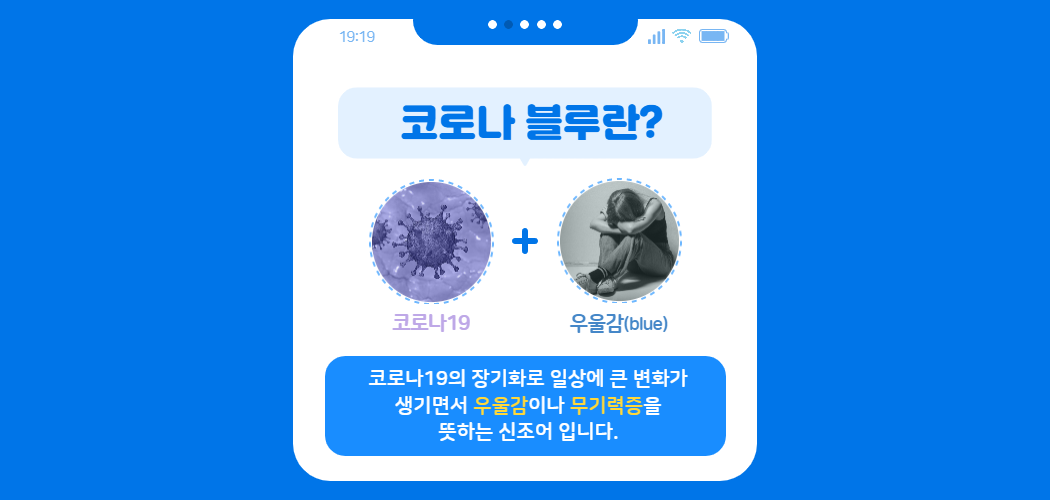 19:19
코로나 블루란?
코로나19
우울감(blue)
코로나19의 장기화로 일상에 큰 변화가
생기면서 우울감이나 무기력증을
뜻하는 신조어 입니다.